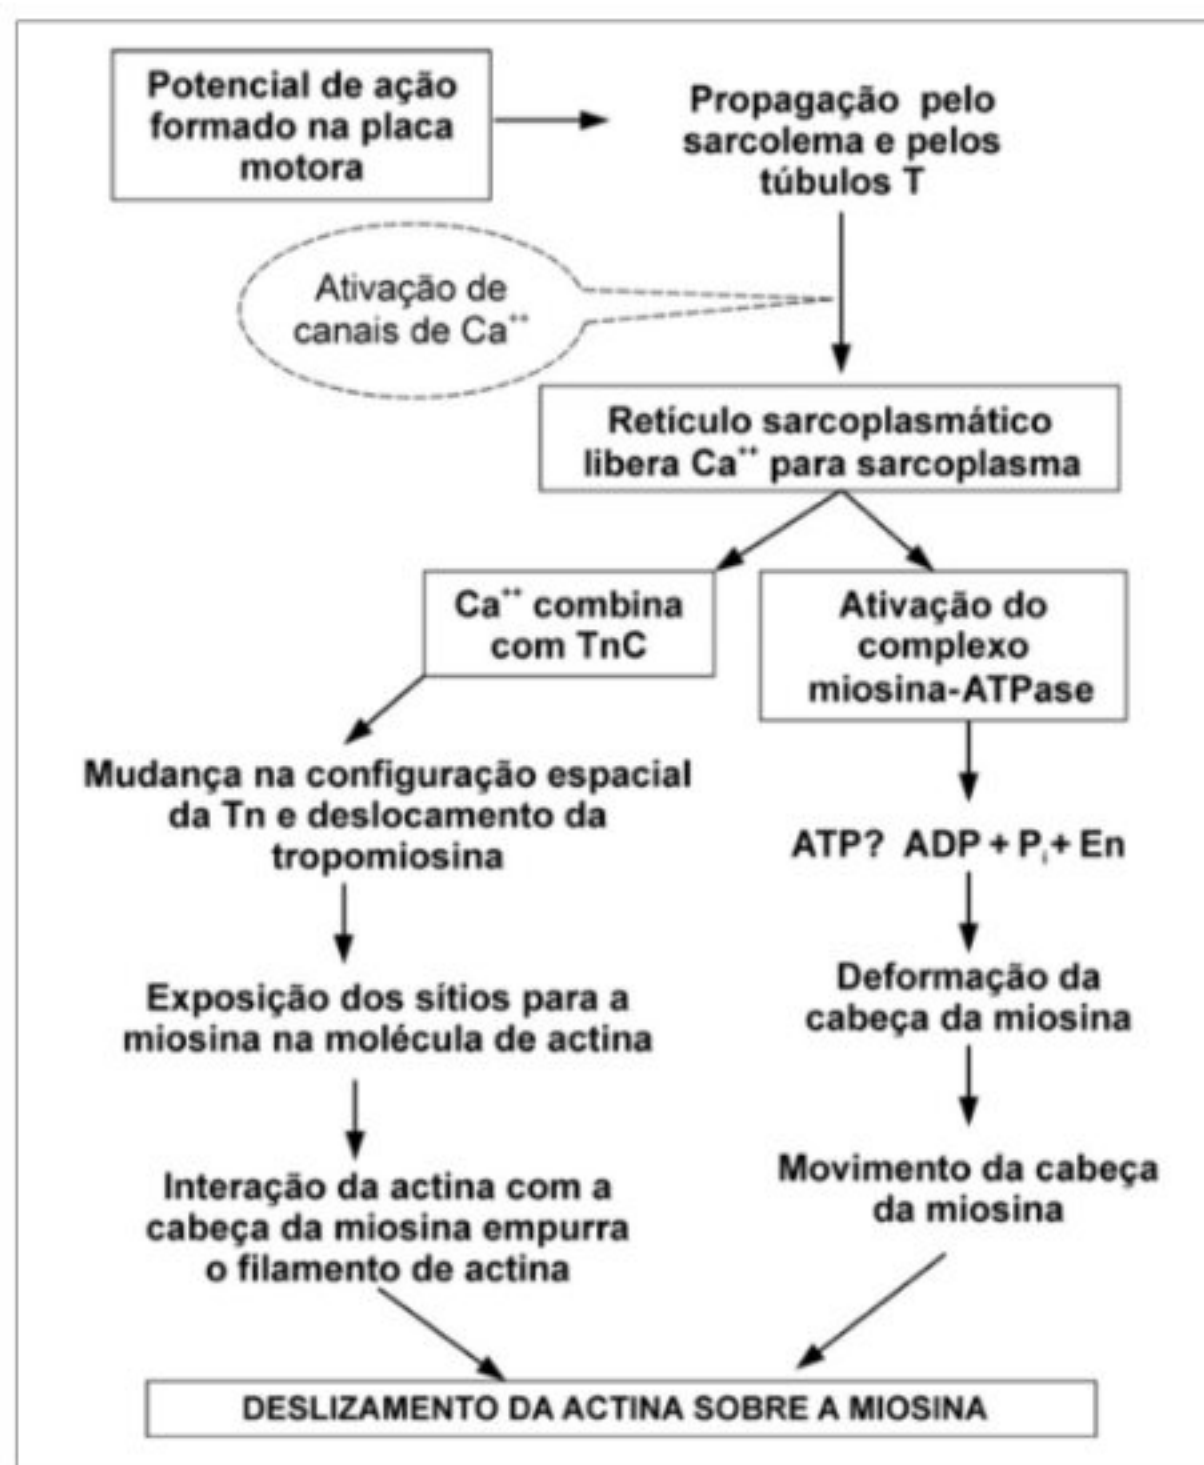 Potencial de ação
formado na placa
motora
Propagação pelo
sarcolema e pelos
túbulos T
Ativação de
canais de Ca⁺⁺
Retículo sarcoplasmático
libera Ca⁺⁺ para sarcoplasma
Ca⁺⁺ combina
com TnC
Ativação do
complexo
miosina-ATPase
Mudança na configuração espacial
da Tn e deslocamento da
tropomiosina
ATP? ADP + Pᵢ+ En
Exposição dos sítios para a
miosina na molécula de actina
Deformação da
cabeça da miosina
Interação da actina com a
cabeça da miosina empurra
o filamento de actina
Movimento da cabeça
da miosina
DESLIZAMENTO DA ACTINA SOBRE A MIOSINA